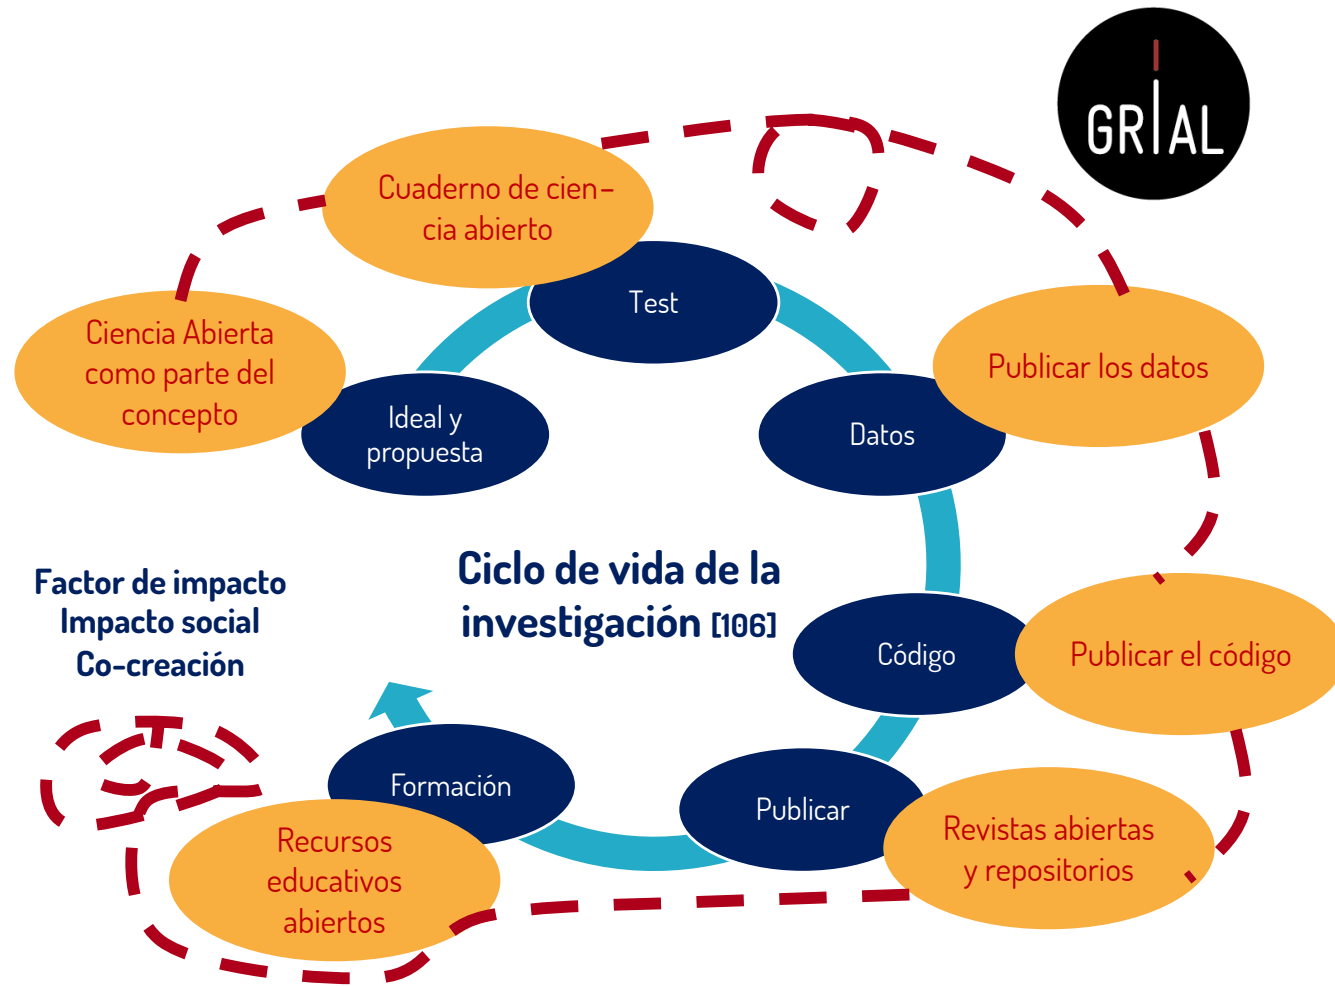 GRIAL
Cuaderno de cien-
cia abierto
Test
Ciencia Abierta
como parte del
concepto
Ideal y
propuesta
Publicar los datos
Datos
Ciclo de vida de la
investigación [106]
Factor de impacto
Impacto social
Co-creación
Código
Publicar el código
Formación
Publicar
Revistas abiertas
y repositorios
Recursos
educativos
abiertos